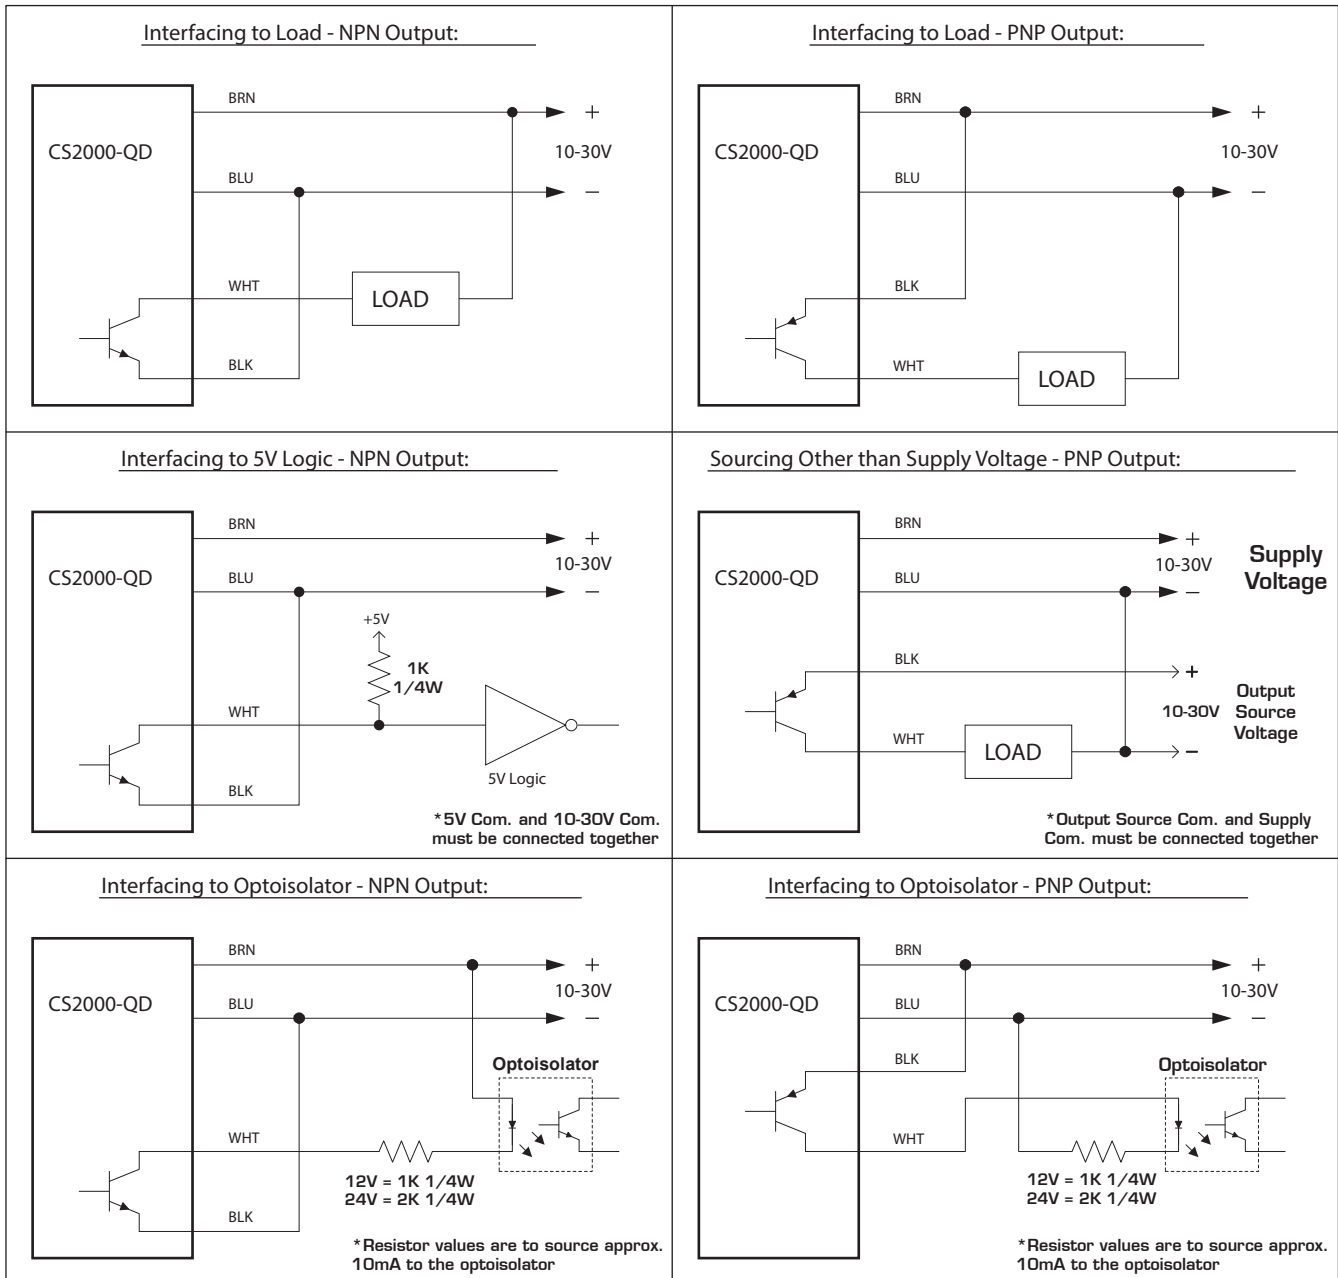 Interfacing to Load - NPN Output:
BRN
+
CS2000-QD
10-30V
BLU
−
WHT
LOAD
BLK
Interfacing to Load - PNP Output:
BRN
+
CS2000-QD
10-30V
BLU
−
BLK
WHT
LOAD
Interfacing to 5V Logic - NPN Output:
BRN
+
CS2000-QD
10-30V
BLU
−
+5V
1K
1/4W
WHT
5V Logic
BLK
*5V Com. and 10-30V Com.
must be connected together
Sourcing Other than Supply Voltage - PNP Output:
BRN
+
CS2000-QD
10-30V
Supply
Voltage
BLU
−
BLK
+
10-30V
Output
Source
Voltage
WHT
LOAD
−
*Output Source Com. and Supply
Com. must be connected together
Interfacing to Optoisolator - NPN Output:
BRN
+
CS2000-QD
10-30V
BLU
−
Optoisolator
WHT
12V = 1K 1/4W
24V = 2K 1/4W
BLK
*Resistor values are to source approx.
10mA to the optoisolator
Interfacing to Optoisolator - PNP Output:
BRN
+
CS2000-QD
10-30V
BLU
−
BLK
Optoisolator
WHT
12V = 1K 1/4W
24V = 2K 1/4W
*Resistor values are to source approx.
10mA to the optoisolator